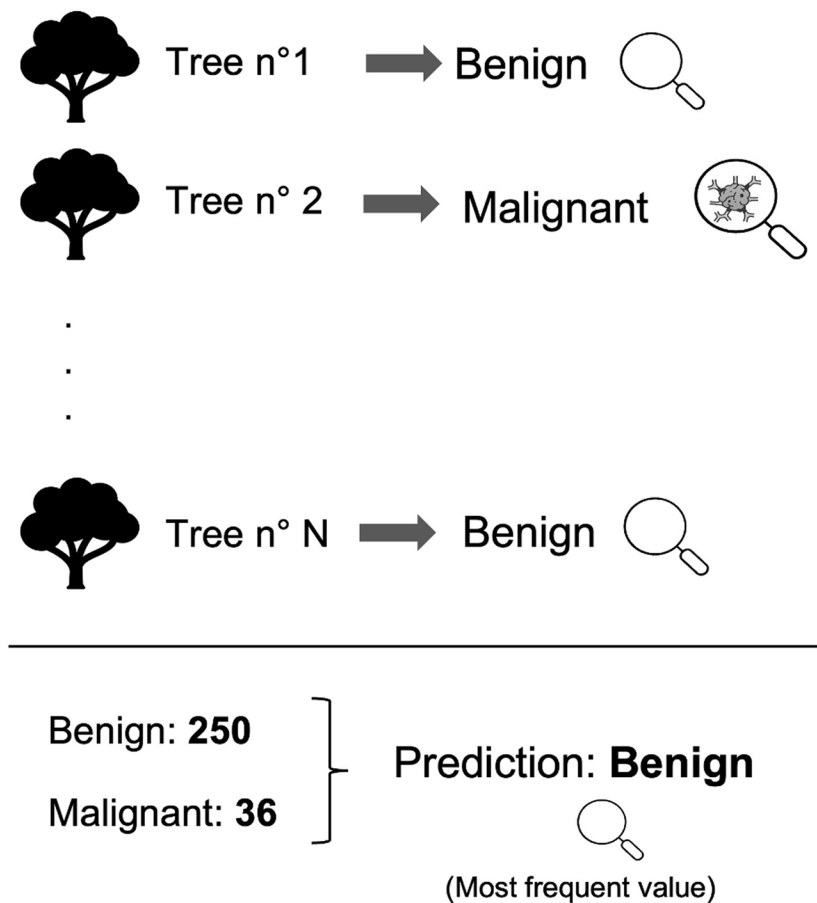 Tree n°1 Benign
Tree n° 2 Malignant
.
.
.
Tree n° N Benign
Benign: 250
Malignant: 36
Prediction: Benign
(Most frequent value)